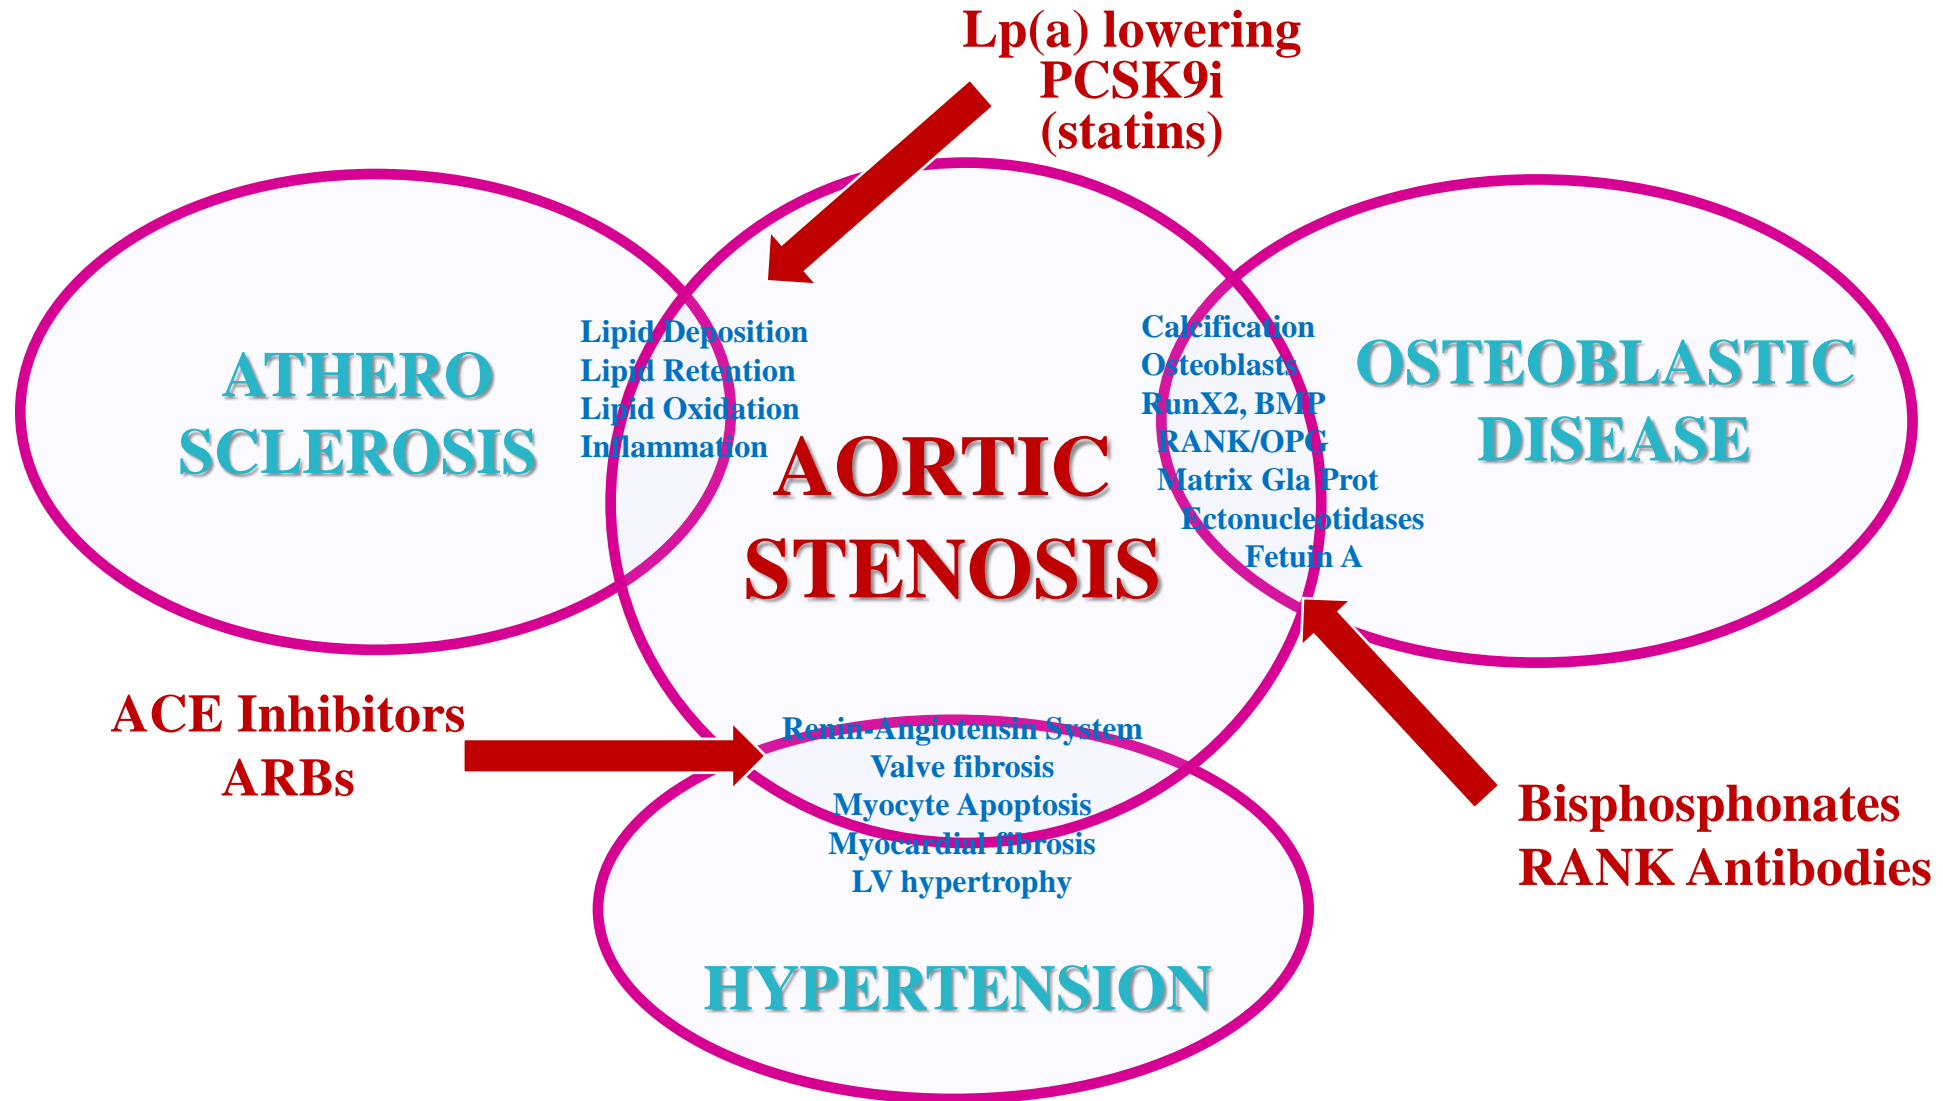 Lp(a) lowering
PCSK9i
(statins)
ATHERO
SCLEROSIS
Lipid Deposition
Lipid Retention
Lipid Oxidation
Inflammation
AORTIC
STENOSIS
Calcification
Osteoblasts
RunX2, BMP
RANK/OPG
Matrix Gla Prot
Ectonucleotidases
Fetuin A
OSTEOBLASTIC
DISEASE
ACE Inhibitors
ARBs
Renin-Angiotensin System
Valve fibrosis
Myocyte Apoptosis
Myocardial fibrosis
LV hypertrophy
Bisphosphonates
RANK Antibodies
HYPERTENSION